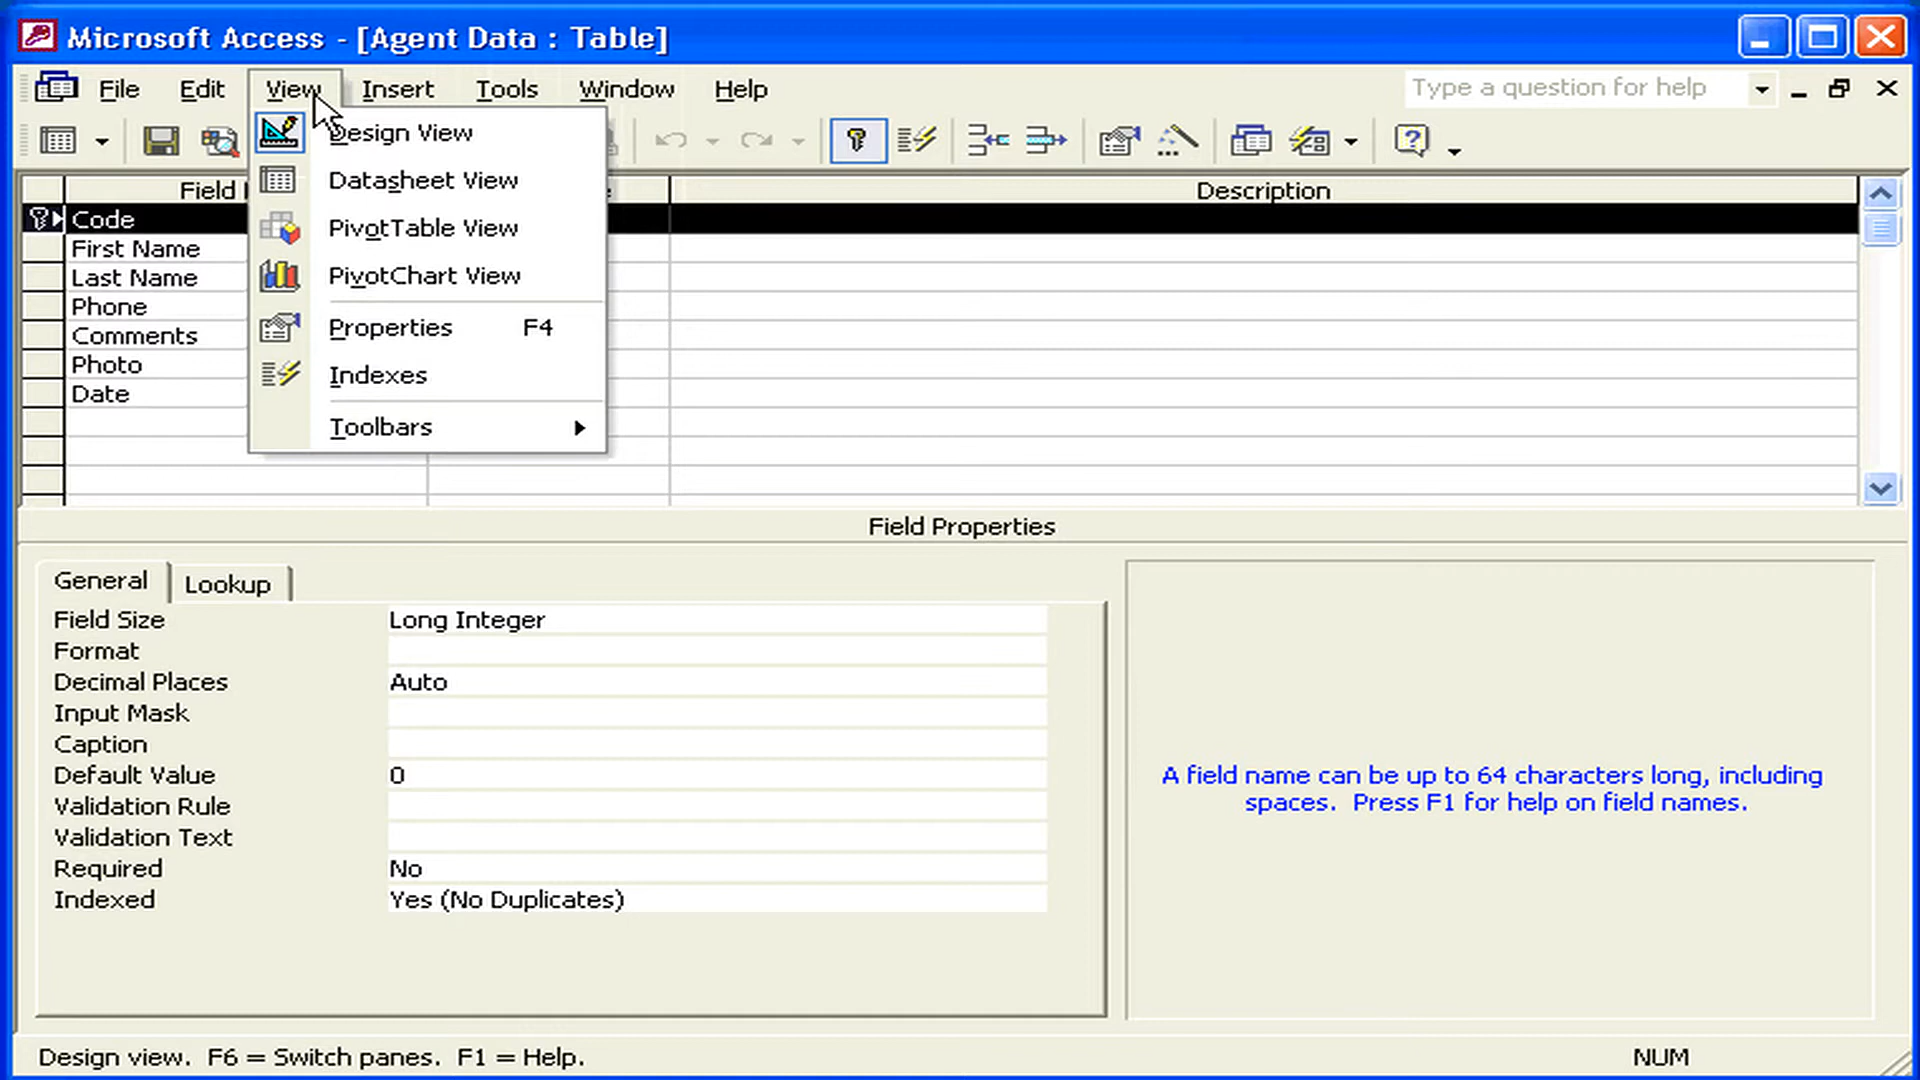 Microsoft Access - [Agent Data : Table]
File Edit View Insert Tools Window Help Type a question for help
Design View
Datasheet View
PivotTable View
PivotChart View
Properties F4
Indexes
Toolbars
Field Description
Code
First Name
Last Name
Phone
Comments
Photo
Date
Field Properties
General Lookup
Field Size Long Integer
Format
Decimal Places Auto
Input Mask
Caption
Default Value 0
Validation Rule
Validation Text
Required No
Indexed Yes (No Duplicates)
A field name can be up to 64 characters long, including
spaces. Press F1 for help on field names.
Design view. F6 = Switch panes. F1 = Help. NUM